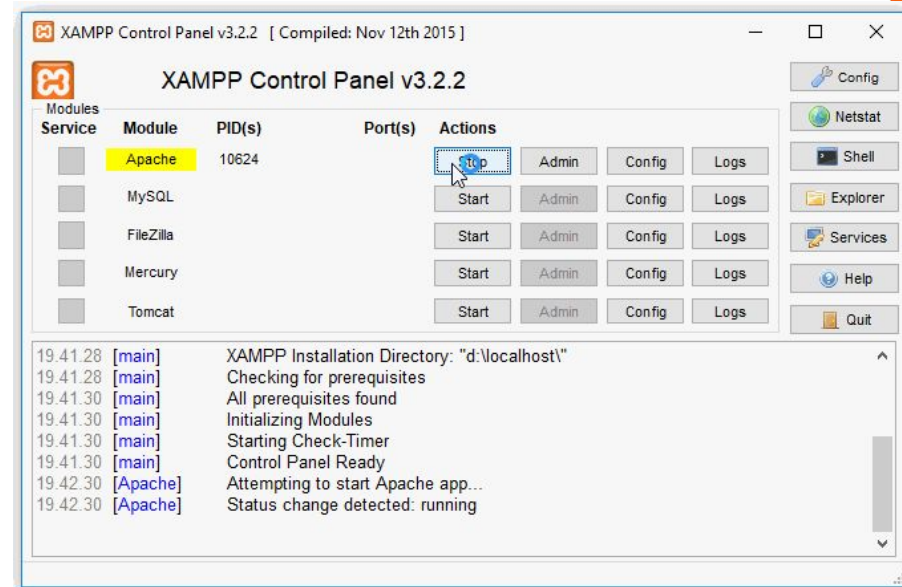 XAMPP Control Panel v3.2.2 [ Compiled: Nov 12th 2015 ]
XAMPP Control Panel v3.2.2
Config
Modules
Service Module PID(s) Port(s) Actions
Netstat
Apache 10624 Stop Admin Config Logs
Shell
MySQL Start Admin Config Logs
Explorer
FileZilla Start Admin Config Logs
Services
Mercury Start Admin Config Logs
Help
Tomcat Start Admin Config Logs
Quit
19.41.28 [main] XAMPP Installation Directory: "d:\localhost\"
19.41.28 [main] Checking for prerequisites
19.41.30 [main] All prerequisites found
19.41.30 [main] Initializing Modules
19.41.30 [main] Starting Check-Timer
19.41.30 [main] Control Panel Ready
19.42.30 [Apache] Attempting to start Apache app...
19.42.30 [Apache] Status change detected: running